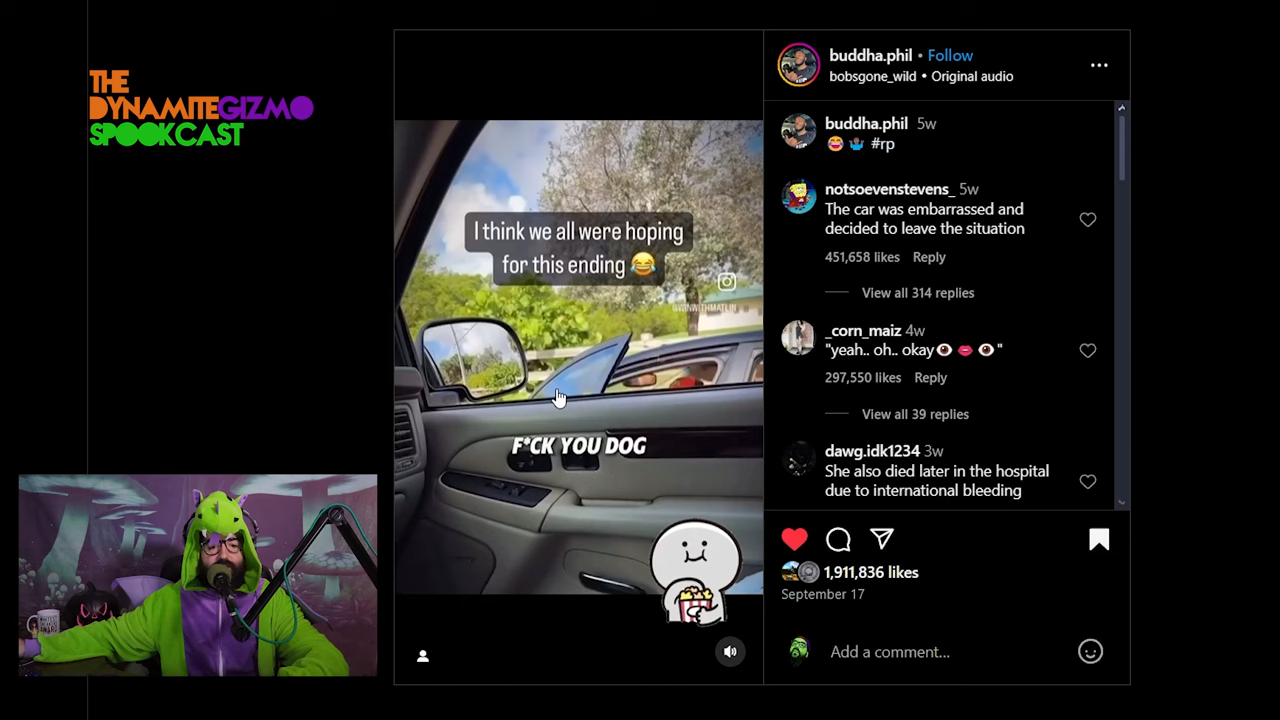 THE
DYNAMITEGIZMO
SPOOKCAST
I think we all were hoping
for this ending 😂
@WINWITHMATLIN
F*CK YOU DOG
buddha.phil • Follow
bobsgone_wild • Original audio
buddha.phil 5w
😂 🤷🏽‍♂️ #rp
notsoevenstevens_ 5w
The car was embarrassed and
decided to leave the situation
451,658 likes Reply
View all 314 replies
_corn_maiz 4w
"yeah.. oh.. okay👁️ 👄 👁️ "
297,550 likes Reply
View all 39 replies
dawg.idk1234 3w
She also died later in the hospital
due to international bleeding
1,911,836 likes
September 17
Add a comment...